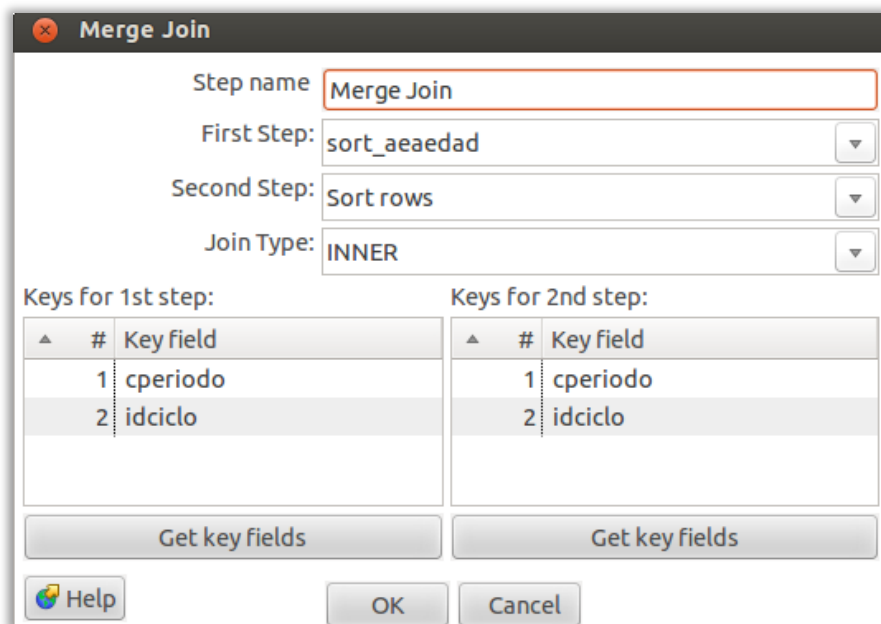 Merge Join
Step name Merge Join
First Step: sort_aeaedad
Second Step: Sort rows
Join Type: INNER
Keys for 1st step:
# Key field
1 cperiodo
2 idciclo
Get key fields
Keys for 2nd step:
# Key field
1 cperiodo
2 idciclo
Get key fields
Help
OK
Cancel